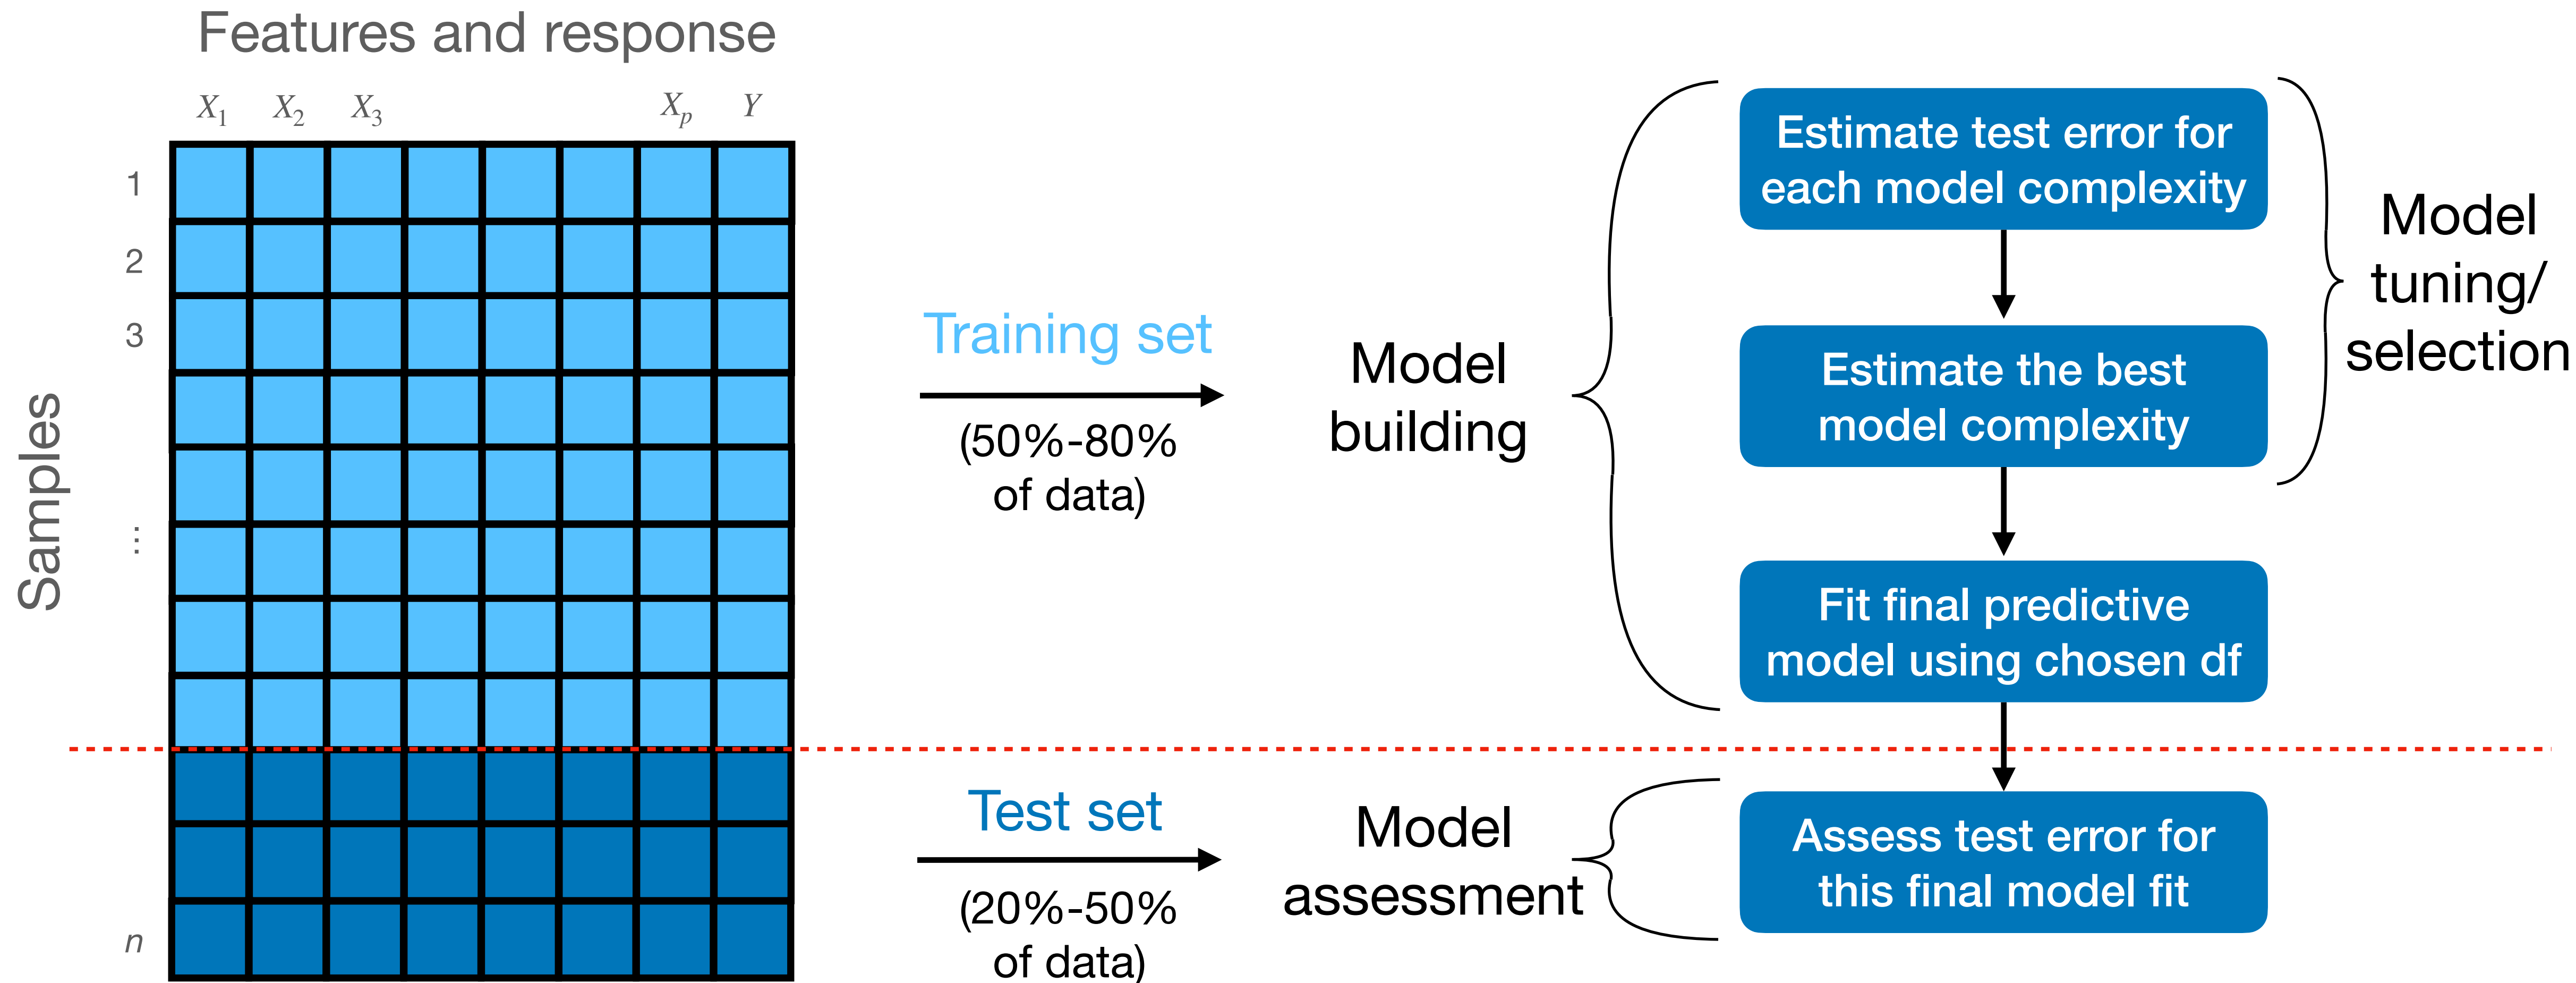 Features and response
X₁ X₂ X₃ Xₚ Y
Samples
1
2
3
⋮
n
Training set
(50%-80%
of data)
Model
building
Estimate test error for
each model complexity
Estimate the best
model complexity
Fit final predictive
model using chosen df
Model
tuning/
selection
Test set
(20%-50%
of data)
Model
assessment
Assess test error for
this final model fit